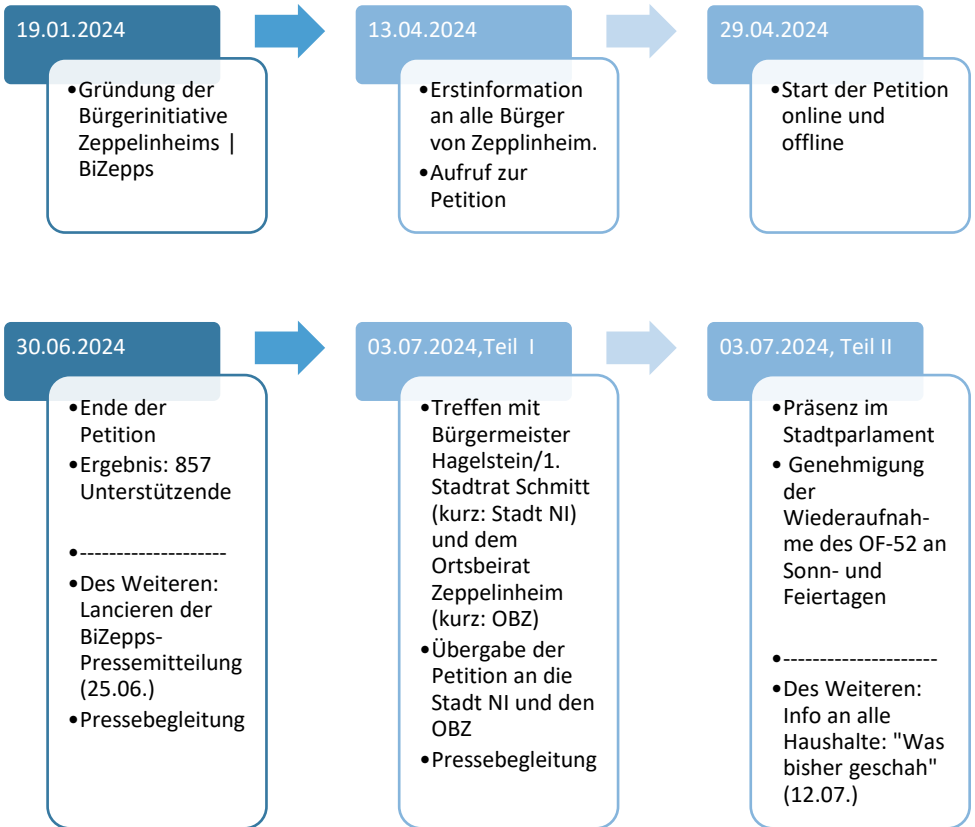 19.01.2024
•Gründung der
Bürgerinitiative
Zeppelinheims |
BiZepps
13.04.2024
•Erstinformation
an alle Bürger
von Zepplinheim.
•Aufruf zur
Petition
29.04.2024
•Start der Petition
online und
offline
30.06.2024
•Ende der
Petition
•Ergebnis: 857
Unterstützende
•--------------------
•Des Weiteren:
Lancieren der
BiZepps-
Pressemitteilung
(25.06.)
•Pressebegleitung
03.07.2024,Teil I
•Treffen mit
Bürgermeister
Hagelstein/1.
Stadtrat Schmitt
(kurz: Stadt NI)
und dem
Ortsbeirat
Zeppelinheim
(kurz: OBZ)
•Übergabe der
Petition an die
Stadt NI und den
OBZ
•Pressebegleitung
03.07.2024, Teil II
•Präsenz im
Stadtparlament
• Genehmigung
der
Wiederaufnah-
me des OF-52 an
Sonn- und
Feiertagen
•---------------------
•Des Weiteren:
Info an alle
Haushalte: "Was
bisher geschah"
(12.07.)